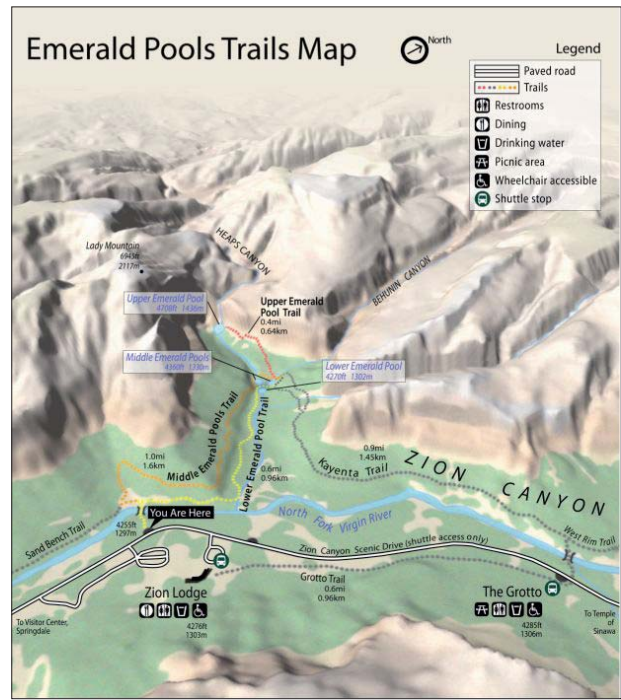 Emerald Pools Trails Map
North
Legend
Paved road
Trails
Restrooms
Dining
Drinking water
Picnic area
Wheelchair accessible
Shuttle stop
Lady Mountain
6945ft
2117m
HEAPS CANYON
BEHUNIN CANYON
Upper Emerald Pool
4708ft 1436m
Upper Emerald
Pool Trail
0.4mi
0.64km
Middle Emerald Pools
4360ft 1330m
Lower Emerald Pool
4270ft 1302m
1.0mi
1.6km
Middle Emerald Pools Trail
Lower Emerald Pool Trail
0.6mi
0.96km
0.9mi
1.45km
Kayenta Trail
ZION CANYON
You Are Here
4255ft
1297m
North Fork Virgin River
Sand Bench Trail
West Rim Trail
Zion Canyon Scenic Drive (shuttle access only)
Grotto Trail
0.6mi
0.96km
Zion Lodge
4276ft
1303m
The Grotto
4285ft
1306m
To Visitor Center,
Springdale
To Temple
of
Sinawa